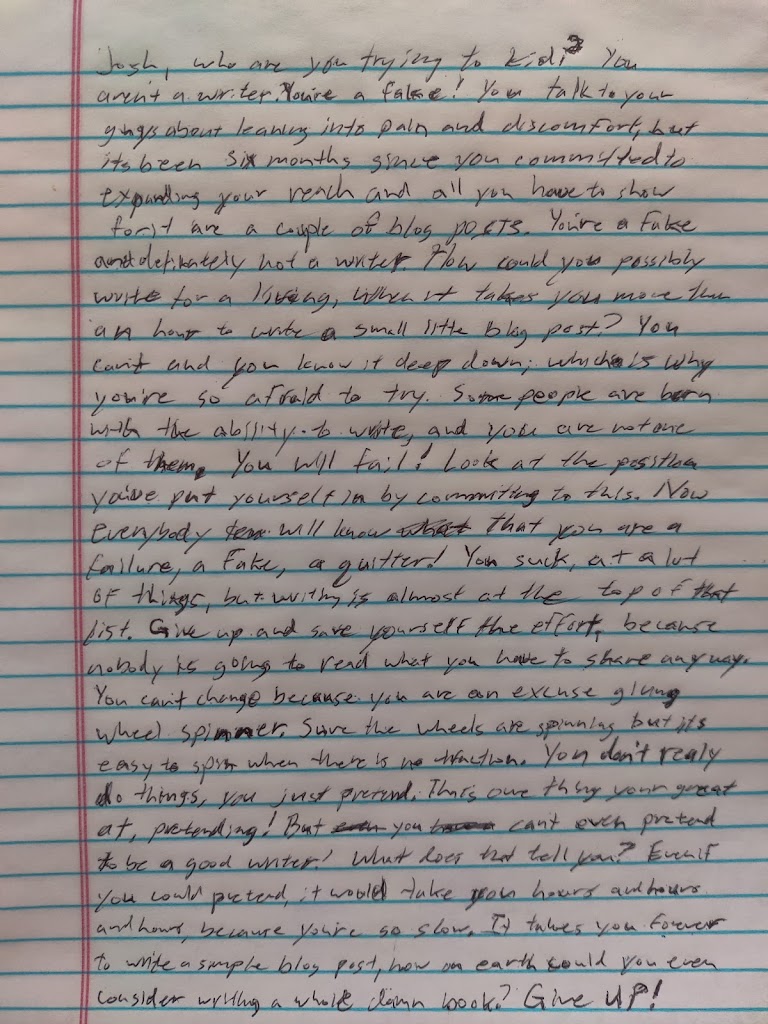 Josh, who are you trying to kid? You
aren't a writer. You're a fake! You talk to your
guys about leaning into pain and discomfort, but
its been six months since you committed to
expanding your reach and all you have to show
for it are a couple of blog posts. You're a fake
and definitely not a writer. How could you possibly
write for a living, when it takes you more than
an hour to write a small little blog post? You
can't and you know it deep down; which is why
you're so afraid to try. Some people are born
with the ability to write, and you are not one
of them. You will fail! Look at the position
you've put yourself in by committing to this. Now
everybody will know that you are a
failure, a fake, a quitter! You suck, at a lot
of things, but writing is almost at the top of that
list. Give up and save yourself the effort, because
nobody is going to read what you have to share anyway.
You can't change because you are an excuse giving
wheel spinner. Sure the wheels are spinning but its
easy to spin when there is no traction. You don't realy
do things, you just pretend. Thats one thing your great
at, pretending! But you can't even pretend
to be a good writer! What does that tell you? Even if
you could pretend, it would take you hours and hours
and hours, because you're so slow. It takes you forever
to write a simple blog post, how on earth could you even
consider writing a whole damn book? Give UP!